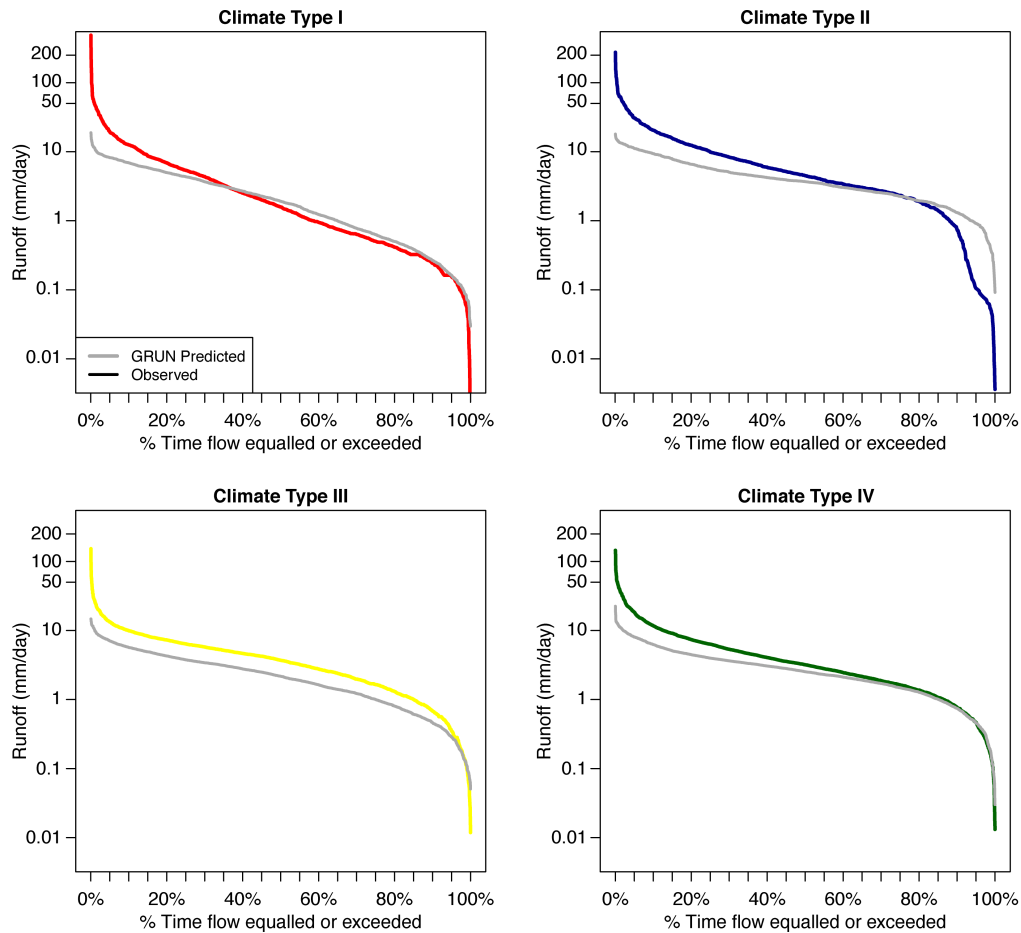 Climate Type I
Runoff (mm/day)
200
100
50
10
1
0.1
0.01
GRUN Predicted
Observed
0% 20% 40% 60% 80% 100%
% Time flow equalled or exceeded
Climate Type II
Runoff (mm/day)
200
100
50
10
1
0.1
0.01
0% 20% 40% 60% 80% 100%
% Time flow equalled or exceeded
Climate Type III
Runoff (mm/day)
200
100
50
10
1
0.1
0.01
0% 20% 40% 60% 80% 100%
% Time flow equalled or exceeded
Climate Type IV
Runoff (mm/day)
200
100
50
10
1
0.1
0.01
0% 20% 40% 60% 80% 100%
% Time flow equalled or exceeded